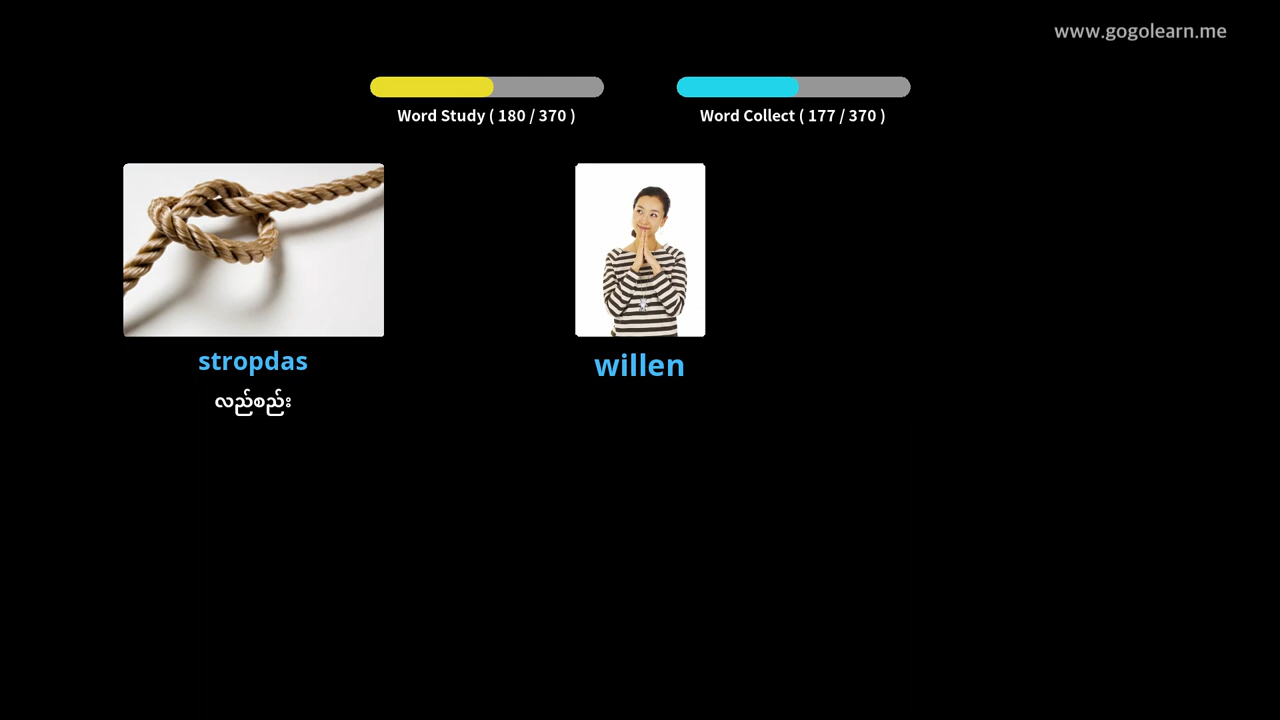 www.gogolearn.me
Word Study ( 180 / 370 )
Word Collect ( 177 / 370 )
stropdas
လည်စည်း
willen